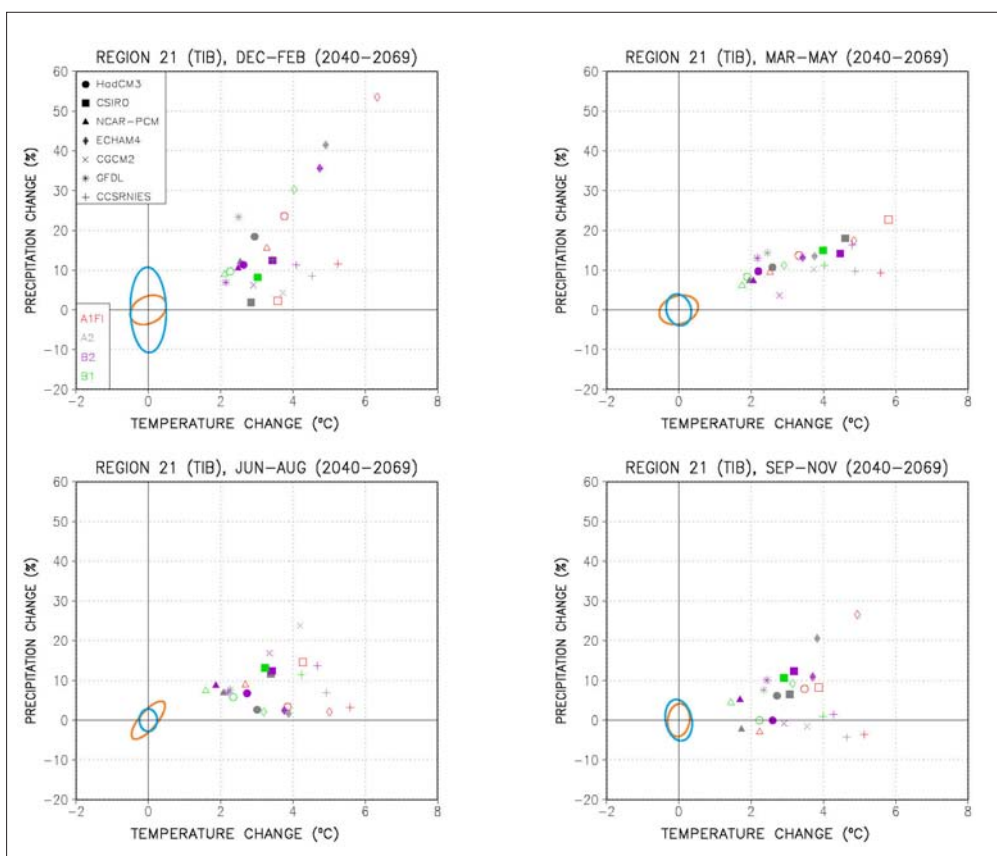 REGION 21 (TIB), DEC-FEB (2040-2069)
PRECIPITATION CHANGE (%)
60
50
40
30
20
10
0
-10
-20
HadCM3
CSIRO
NCAR-PCM
ECHAM4
CGCM2
GFDL
CCSRNIES
A1FI
A2
B2
B1
-2 0 2 4 6 8
TEMPERATURE CHANGE (ºC)
REGION 21 (TIB), MAR-MAY (2040-2069)
PRECIPITATION CHANGE (%)
60
50
40
30
20
10
0
-10
-20
-2 0 2 4 6 8
TEMPERATURE CHANGE (ºC)
REGION 21 (TIB), JUN-AUG (2040-2069)
PRECIPITATION CHANGE (%)
60
50
40
30
20
10
0
-10
-20
-2 0 2 4 6 8
TEMPERATURE CHANGE (ºC)
REGION 21 (TIB), SEP-NOV (2040-2069)
PRECIPITATION CHANGE (%)
60
50
40
30
20
10
0
-10
-20
-2 0 2 4 6 8
TEMPERATURE CHANGE (ºC)